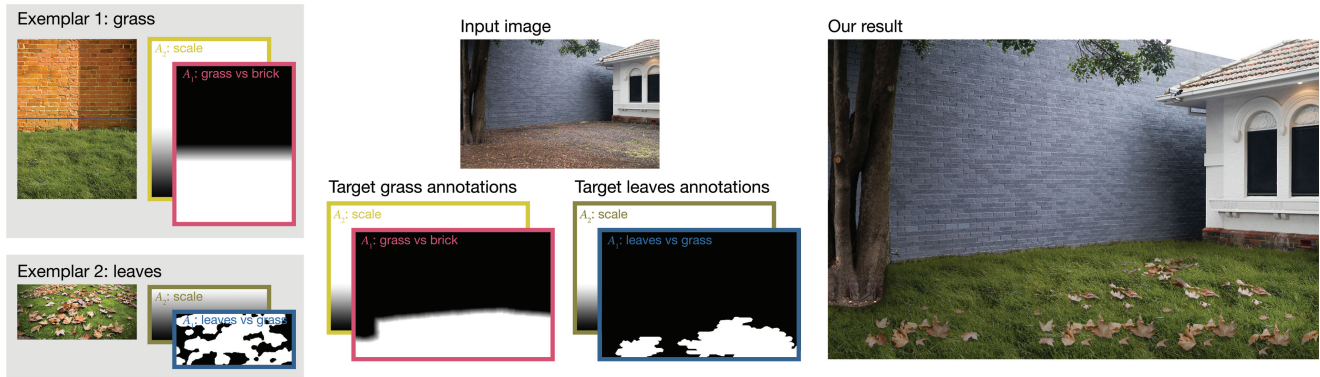 Exemplar 1: grass
A₂: scale
A₁: grass vs brick
Exemplar 2: leaves
A₂: scale
A₁: leaves vs grass
Input image
Target grass annotations
A₂: scale
A₁: grass vs brick
Target leaves annotations
A₂: scale
A₁: leaves vs grass
Our result